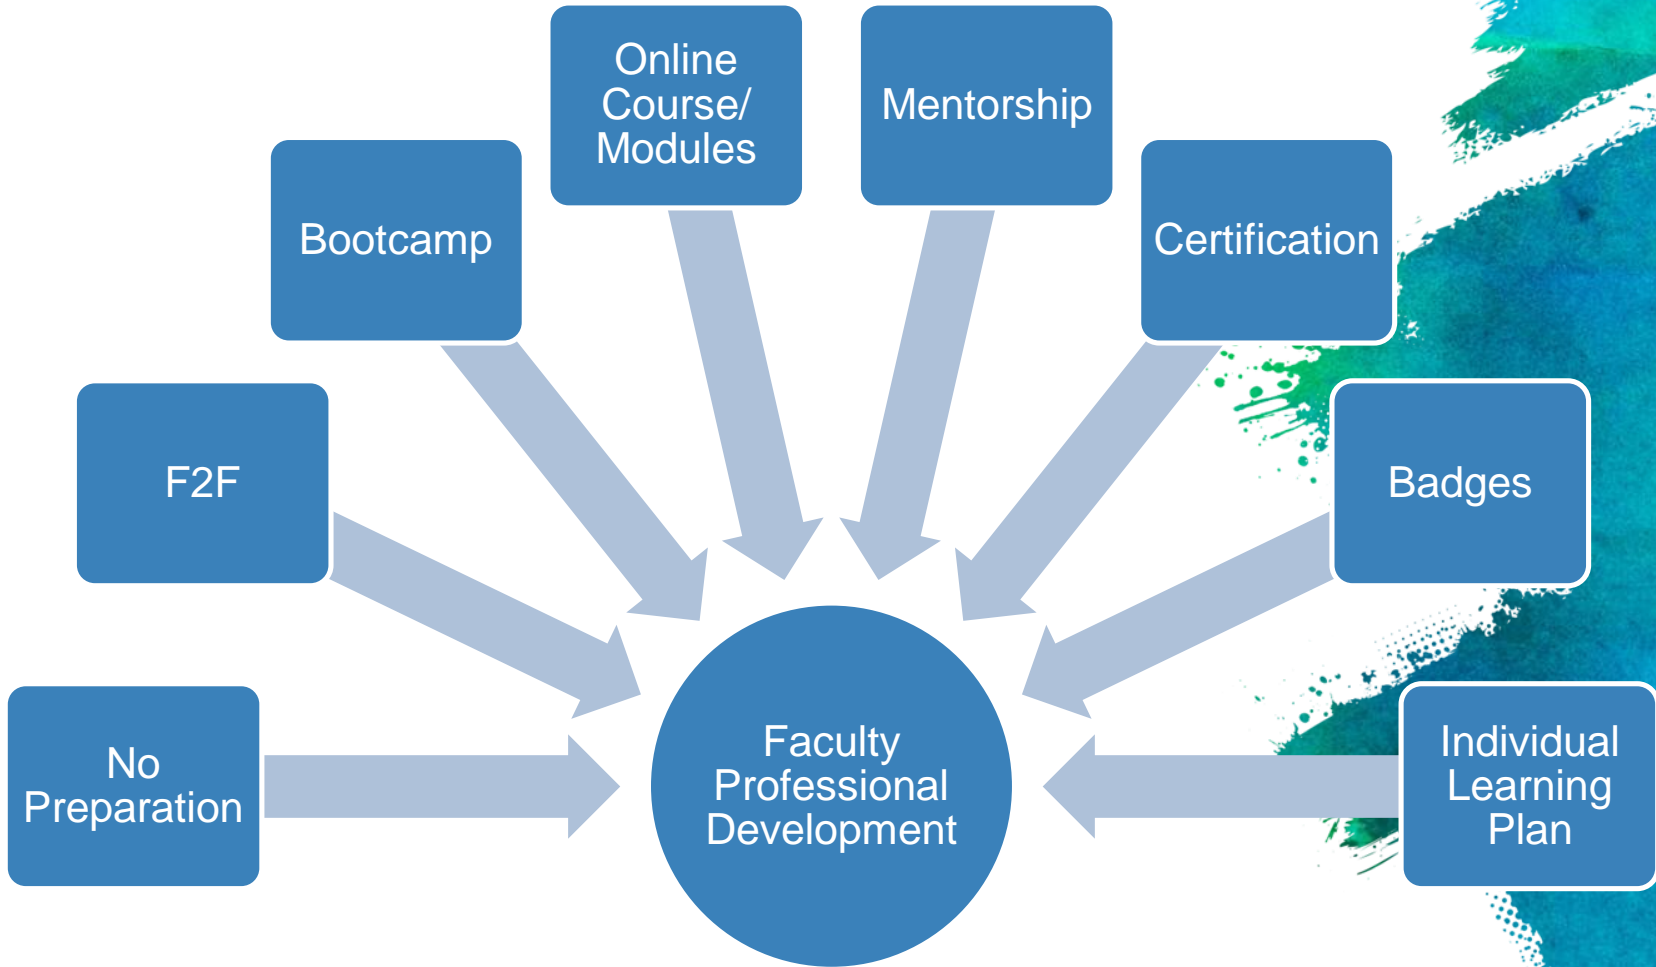 Online
Course/
Modules
Mentorship
Bootcamp
Certification
F2F
Badges
No
Preparation
Faculty
Professional
Development
Individual
Learning
Plan